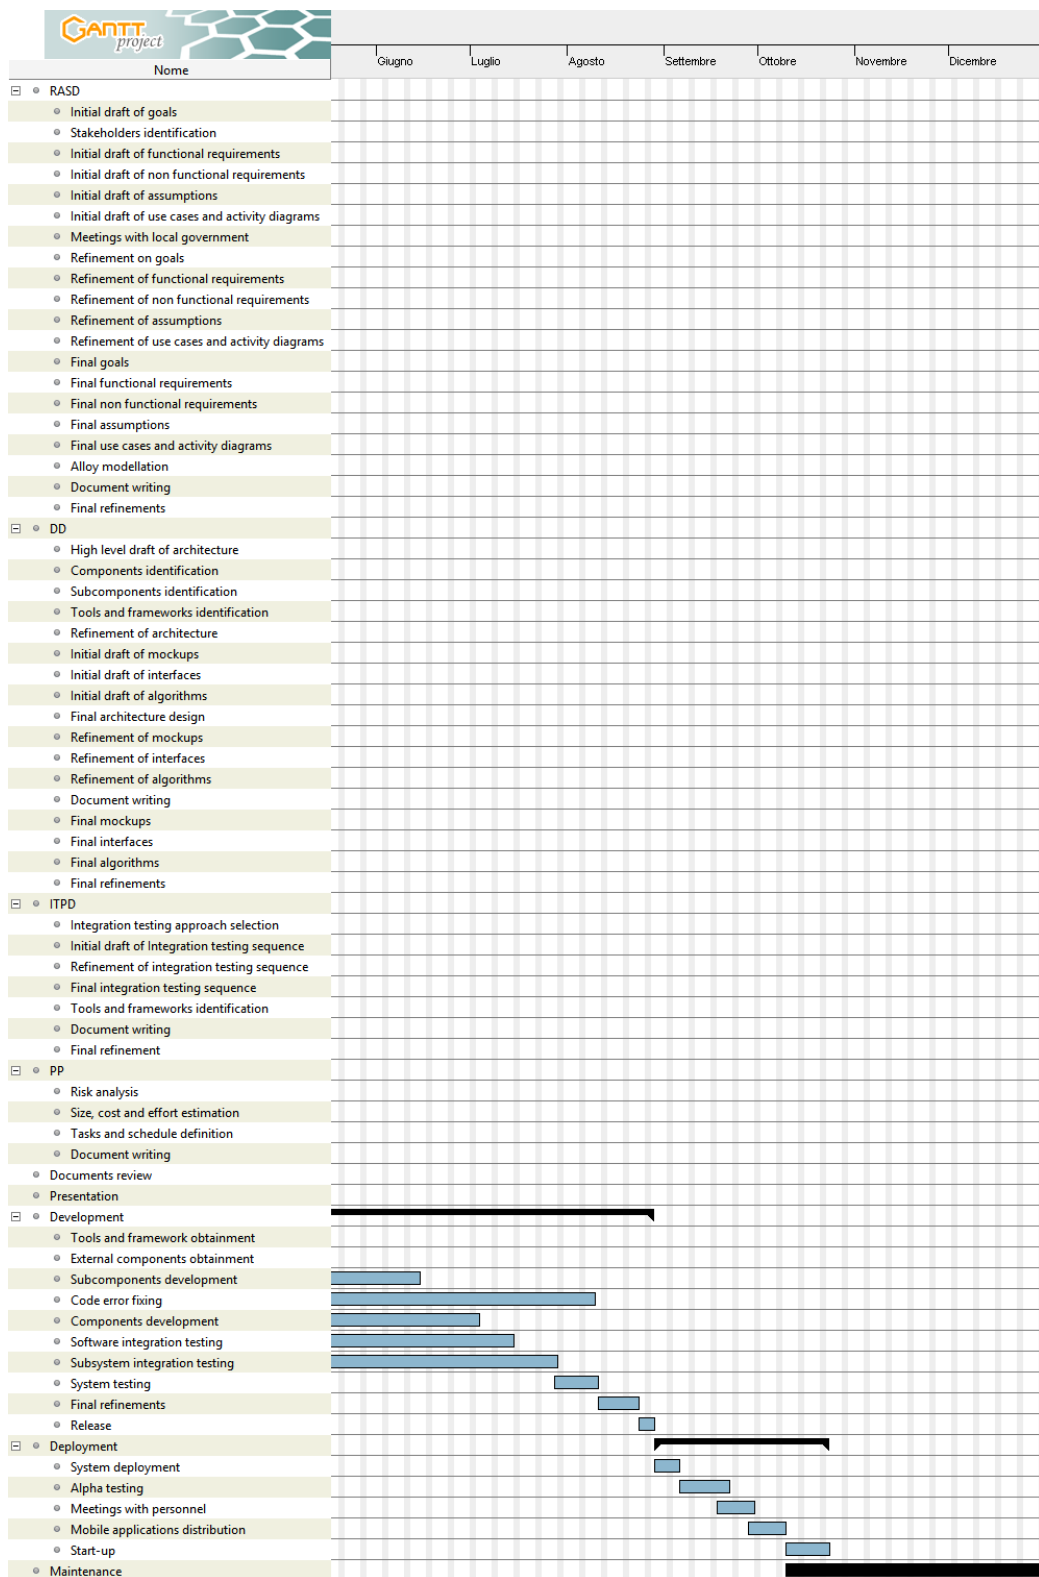 GANTT
project
Giugno Luglio Agosto Settembre Ottobre Novembre Dicembre
Nome
RASD
Initial draft of goals
Stakeholders identification
Initial draft of functional requirements
Initial draft of non functional requirements
Initial draft of assumptions
Initial draft of use cases and activity diagrams
Meetings with local government
Refinement on goals
Refinement of functional requirements
Refinement of non functional requirements
Refinement of assumptions
Refinement of use cases and activity diagrams
Final goals
Final functional requirements
Final non functional requirements
Final assumptions
Final use cases and activity diagrams
Alloy modellation
Document writing
Final refinements
DD
High level draft of architecture
Components identification
Subcomponents identification
Tools and frameworks identification
Refinement of architecture
Initial draft of mockups
Initial draft of interfaces
Initial draft of algorithms
Final architecture design
Refinement of mockups
Refinement of interfaces
Refinement of algorithms
Document writing
Final mockups
Final interfaces
Final algorithms
Final refinements
ITPD
Integration testing approach selection
Initial draft of Integration testing sequence
Refinement of integration testing sequence
Final integration testing sequence
Tools and frameworks identification
Document writing
Final refinement
PP
Risk analysis
Size, cost and effort estimation
Tasks and schedule definition
Document writing
Documents review
Presentation
Development
Tools and framework obtainment
External components obtainment
Subcomponents development
Code error fixing
Components development
Software integration testing
Subsystem integration testing
System testing
Final refinements
Release
Deployment
System deployment
Alpha testing
Meetings with personnel
Mobile applications distribution
Start-up
Maintenance